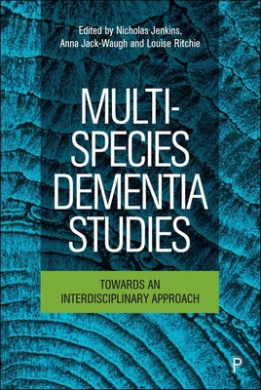 Edited by Nicholas Jenkins,
Anna Jack-Waugh and Louise Ritchie
MULTI-
SPECIES
DEMENTIA
STUDIES
TOWARDS AN
INTERDISCIPLINARY APPROACH
P